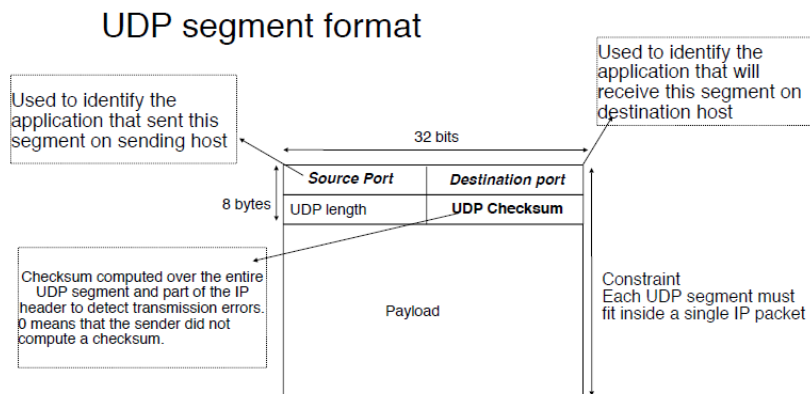 UDP segment format
Used to identify the
application that sent this
segment on sending host
Used to identify the
application that will
receive this segment on
destination host
32 bits
8 bytes
Source Port
Destination port
UDP length
UDP Checksum
Checksum computed over the entire
UDP segment and part of the IP
header to detect transmission errors.
0 means that the sender did not
compute a checksum.
Payload
Constraint
Each UDP segment must
fit inside a single IP packet